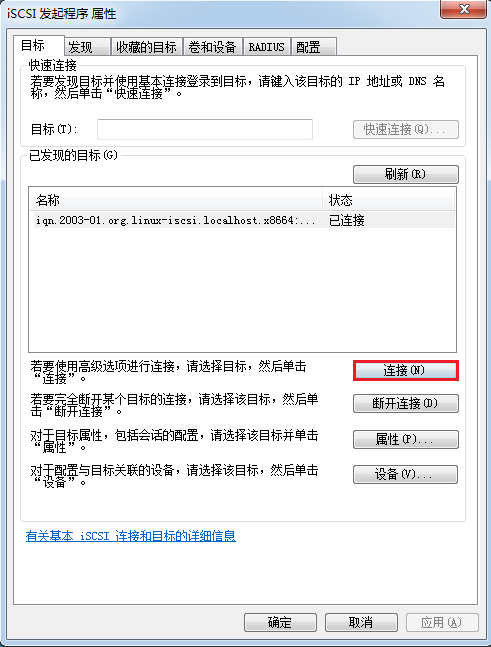 iSCSI 发起程序 属性
目标 发现 收藏的目标 卷和设备 RADIUS 配置
快速连接
若要发现目标并使用基本连接登录到目标，请键入该目标的 IP 地址或 DNS 名
称，然后单击“快速连接”。
目标(T): 快速连接(Q)...
已发现的目标(G)
刷新(R)
名称 状态
iqn.2003-01.org.linux-iscsi.localhost.x8664:... 已连接
若要使用高级选项进行连接，请选择目标，然后单击
“连接”。
连接(N)
若要完全断开某个目标的连接，请选择该目标，然后单
击“断开连接”。
断开连接(D)
对于目标属性，包括会话的配置，请选择该目标并单击
“属性”。
属性(P)...
对于配置与目标关联的设备，请选择该目标，然后单击
“设备”。
设备(V)...
有关基本 iSCSI 连接和目标的详细信息
确定 取消 应用(A)